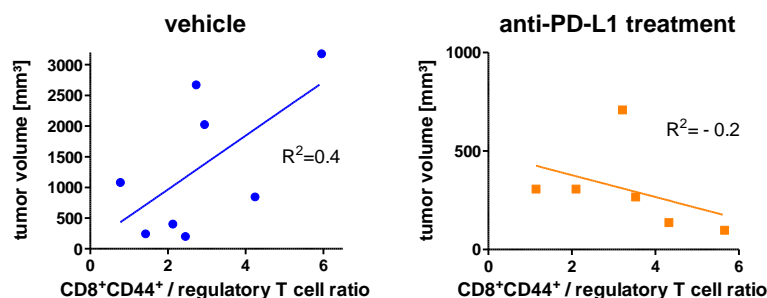 vehicle
tumor volume [mm³]
3000
2500
2000
1500
1000
500
0
R²=0.4
0
2
4
6
CD8⁺CD44⁺ / regulatory T cell ratio
anti-PD-L1 treatment
tumor volume [mm³]
1000
500
0
R²= - 0.2
0
2
4
6
CD8⁺CD44⁺ / regulatory T cell ratio